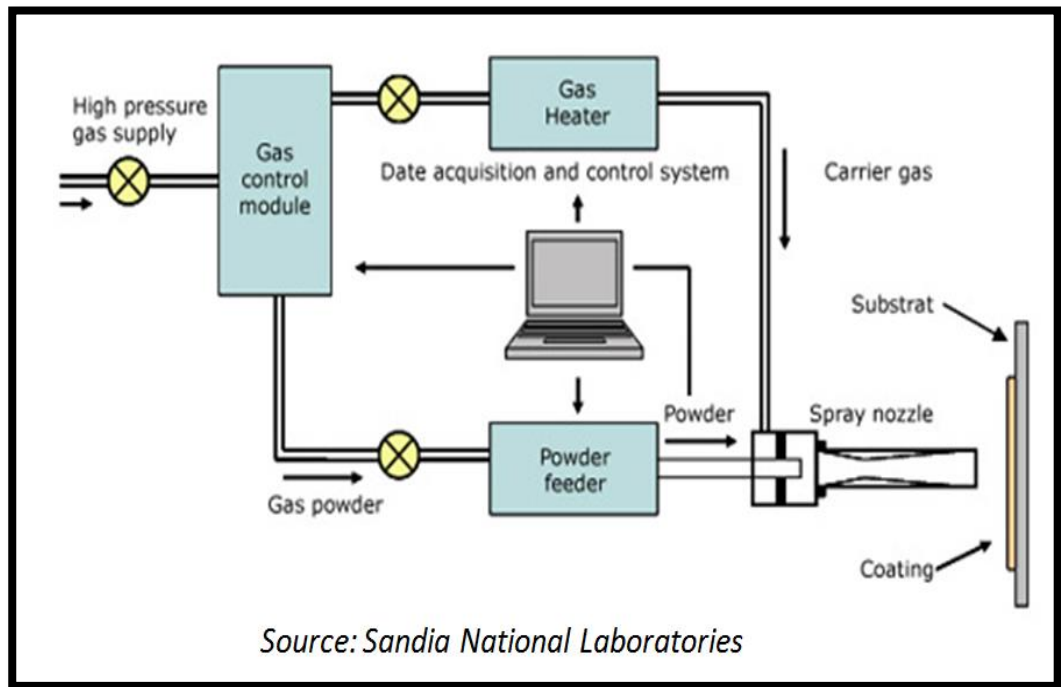 High pressure
gas supply
Gas
control
module
Gas
Heater
Date acquisition and control system
Carrier gas
Substrat
Powder
Spray nozzle
Powder
feeder
Gas powder
Coating
Source: Sandia National Laboratories